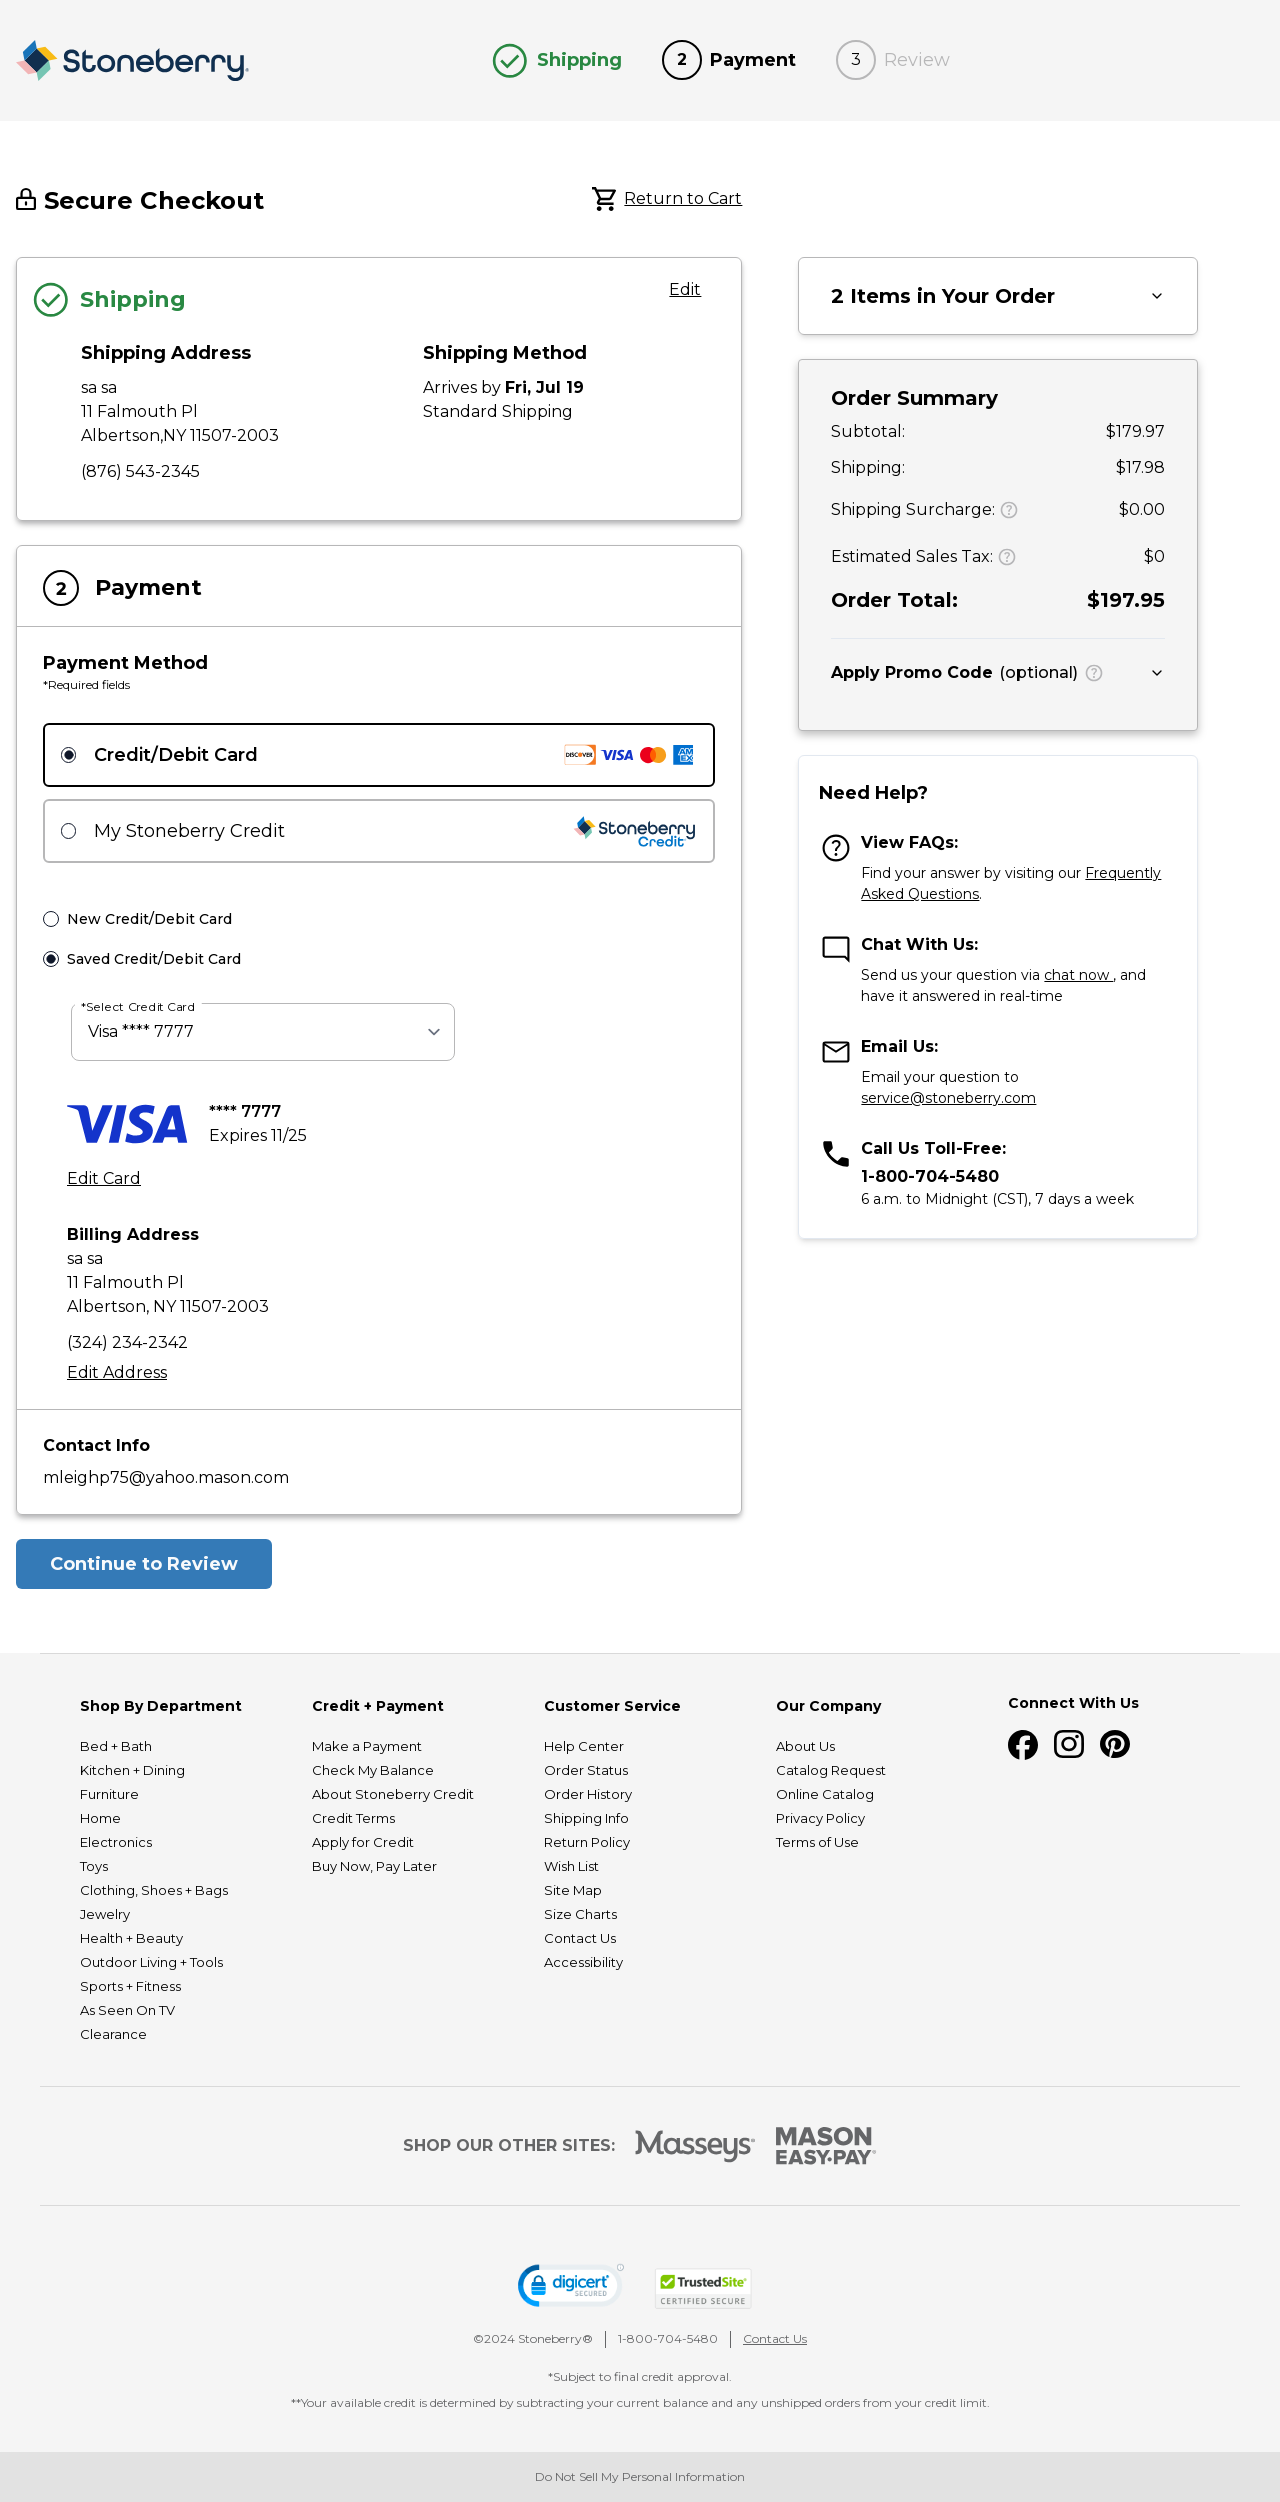 Stoneberry
Shipping
2 Payment
3 Review
Secure Checkout
Return to Cart
Shipping
Edit
Shipping Address
sa sa
11 Falmouth Pl
Albertson,NY 11507-2003
(876) 543-2345
Shipping Method
Arrives by Fri, Jul 19
Standard Shipping
2 Payment
Payment Method
*Required fields
Credit/Debit Card
DISCOVER VISA AMEX
My Stoneberry Credit
Stoneberry
Credit
New Credit/Debit Card
Saved Credit/Debit Card
*Select Credit Card
Visa **** 7777
VISA
**** 7777
Expires 11/25
Edit Card
Billing Address
sa sa
11 Falmouth Pl
Albertson, NY 11507-2003
(324) 234-2342
Edit Address
Contact Info
mleighp75@yahoo.mason.com
Continue to Review
2 Items in Your Order
Order Summary
Subtotal: $179.97
Shipping: $17.98
Shipping Surcharge: ? $0.00
Estimated Sales Tax: ? $0
Order Total: $197.95
Apply Promo Code (optional) ?
Need Help?
View FAQs:
Find your answer by visiting our Frequently
Asked Questions.
Chat With Us:
Send us your question via chat now , and
have it answered in real-time
Email Us:
Email your question to
service@stoneberry.com
Call Us Toll-Free:
1-800-704-5480
6 a.m. to Midnight (CST), 7 days a week
Shop By Department
Bed + Bath
Kitchen + Dining
Furniture
Home
Electronics
Toys
Clothing, Shoes + Bags
Jewelry
Health + Beauty
Outdoor Living + Tools
Sports + Fitness
As Seen On TV
Clearance
Credit + Payment
Make a Payment
Check My Balance
About Stoneberry Credit
Credit Terms
Apply for Credit
Buy Now, Pay Later
Customer Service
Help Center
Order Status
Order History
Shipping Info
Return Policy
Wish List
Site Map
Size Charts
Contact Us
Accessibility
Our Company
About Us
Catalog Request
Online Catalog
Privacy Policy
Terms of Use
Connect With Us
SHOP OUR OTHER SITES:
Masseys
MASON
EASY•PAY
digicert
SECURED
TrustedSite
CERTIFIED SECURE
©2024 Stoneberry®
1-800-704-5480
Contact Us
*Subject to final credit approval.
**Your available credit is determined by subtracting your current balance and any unshipped orders from your credit limit.
Do Not Sell My Personal Information